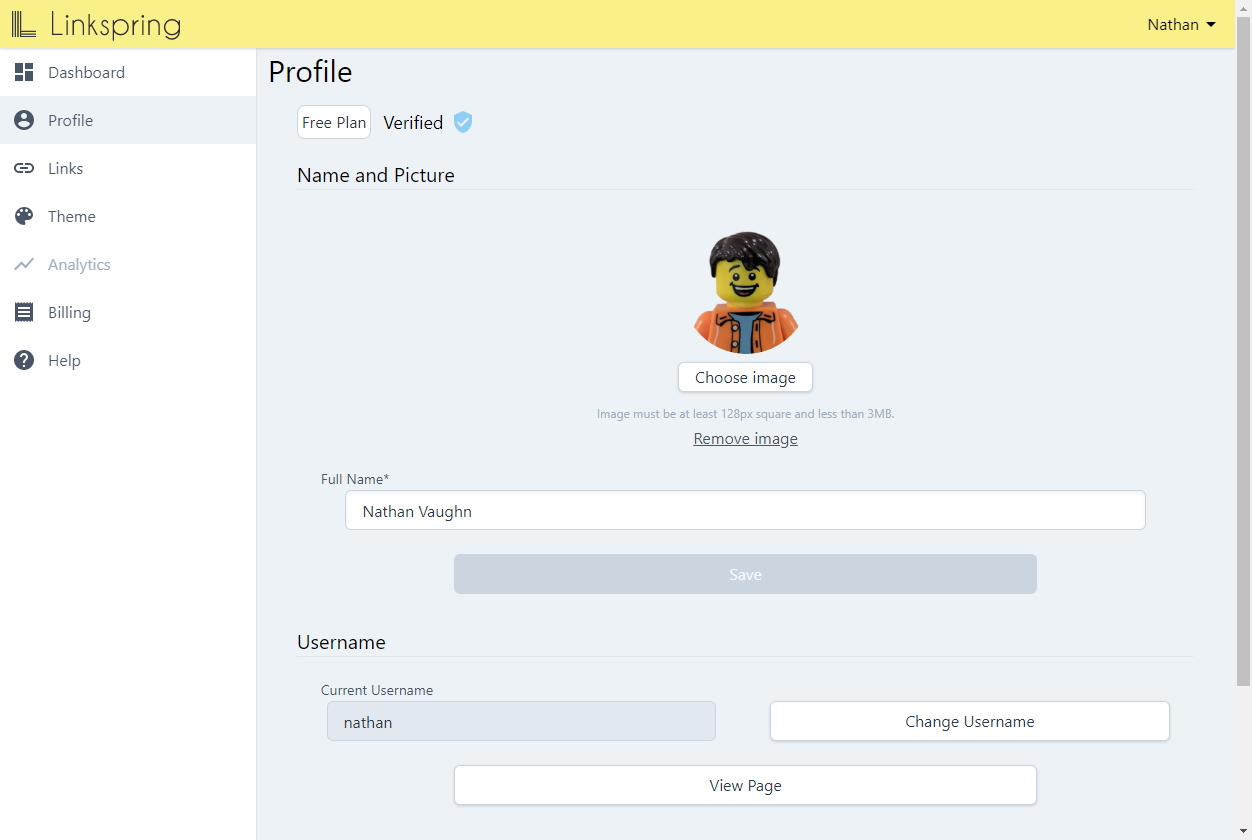 Linkspring
Nathan
Dashboard
Profile
Links
Theme
Analytics
Billing
Help
Profile
Free Plan
Verified
Name and Picture
Choose image
Image must be at least 128px square and less than 3MB.
Remove image
Full Name*
Nathan Vaughn
Save
Username
Current Username
nathan
Change Username
View Page